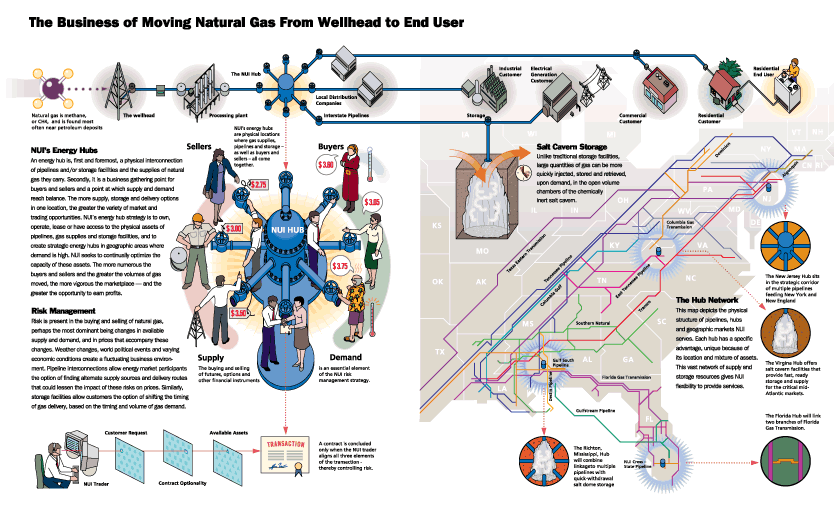 The Business of Moving Natural Gas From Wellhead to End User
Natural gas is methane,
or CH4, and is found most
often near petroleum deposits
The wellhead
Processing plant
The NUI Hub
Local Distribution
Companies
Interstate Pipelines
Industrial
Customer
Storage
Electrical
Generation
Customer
Commercial
Customer
Residential
Customer
Residential
End User
NUI's energy hubs
are physical locations
where gas supplies,
pipelines and storage –
as well as buyers and
sellers – all come
together.
NUI's Energy Hubs
An energy hub is, first and foremost, a physical interconnection
of pipelines and/or storage facilities and the supplies of natural
gas they carry. Secondly, it is a business gathering point for
buyers and sellers and a point at which supply and demand
reach balance. The more supply, storage and delivery options
in one location, the greater the variety of market and
trading opportunities. NUI's energy hub strategy is to own,
operate, lease or have access to the physical assets of
pipelines, gas supplies and storage facilities, and to
create strategic energy hubs in geographic areas where
demand is high. NUI seeks to continually optimize the
capacity of these assets. The more numerous the
buyers and sellers and the greater the volumes of gas
moved, the more vigorous the marketplace — and the
greater the opportunity to earn profits.
Risk Management
Risk is present in the buying and selling of natural gas,
perhaps the most dominant being changes in available
supply and demand, and in prices that accompany these
changes. Weather changes, world political events and varying
economic conditions create a fluctuating business environ-
ment. Pipeline interconnections allow energy market participants
the option of finding alternate supply sources and delivery routes
that could lessen the impact of these risks on prices. Similarly,
storage facilities allow customers the option of shifting the timing
of gas delivery, based on the timing and volume of gas demand.
Sellers
Buyers
$2.75
$3.60
$3.85
$3.80
NUI HUB
$3.75
$3.50
Supply
The buying and selling
of futures, options and
other financial instruments
Demand
is an essential element
of the NUI risk
management strategy.
Customer Request
Available Assets
NUI Trader
Contract Optionality
TRANSACTION
A contract is concluded
only when the NUI trader
aligns all three elements
of the transaction -
thereby controlling risk.
Salt Cavern Storage
Unlike traditional storage facilities,
large quantities of gas can be more
quickly injected, stored and retrieved,
upon demand, in the open volume
chambers of the chemically
inert salt cavern.
IA
WI
MI
NY
VT
NH
MA
RI
PA
NJ
DE
OH
IN
IL
KS
MO
KY
VA
OK
AK
TN
NC
SC
MS
AL
GA
TX
LA
FL
Dominion
Algonquin
Columbia Gas
Transmission
Texas Eastern Transmission
Tennessee Pipeline
Columbia Gulf
East Tennessee Pipeline
Transco
Southern Natural
Gulf South
Pipeline
Destin Pipeline
Florida Gas Transmission
Gulfstream Pipeline
NUI Cross
State Pipeline
The Hub Network
This map depicts the physical
structure of pipelines, hubs
and geographic markets NUI
serves. Each hub has a specific
advantage, unique because of
its location and mixture of assets.
This vast network of supply and
storage resources gives NUI
flexibility to provide services.
The New Jersey Hub sits
in the strategic corridor
of multiple pipelines
feeding New York and
New England
The Virginia Hub offers
salt cavern facilities that
provide fast, ready
storage and supply
for the critical mid-
Atlantic markets.
The Florida Hub will link
two branches of Florida
Gas Transmission.
The Richton,
Mississippi, Hub
will combine
linkageto multiple
pipelines with
quick-withdrawal
salt dome storage